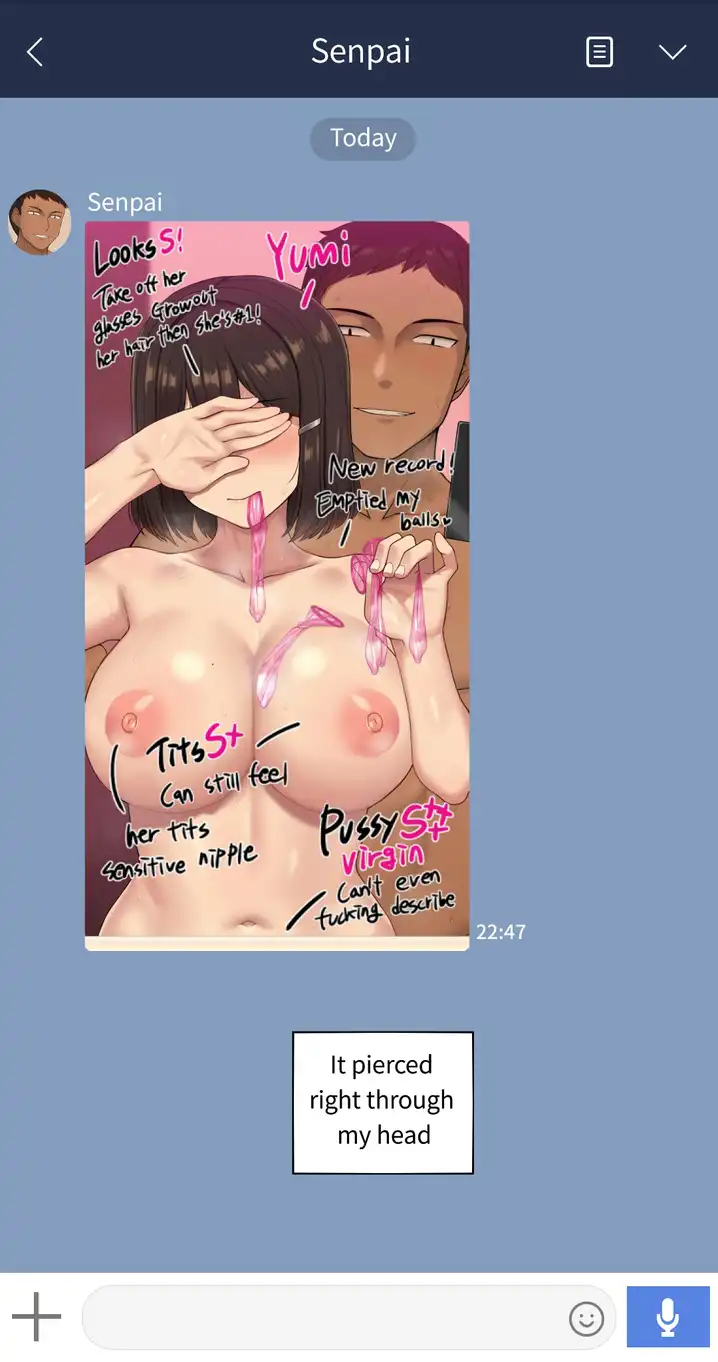 Senpai
Today
Senpai
Looks S!
Take off her
glasses Growout
her hair then she's #1!
Yumi
New record!
Emptied my
balls
Tits S+
Can still feel
her tits
sensitive nipple
Pussy S+++
virgin
Can't even
fucking describe
22:47
It pierced
right through
my head